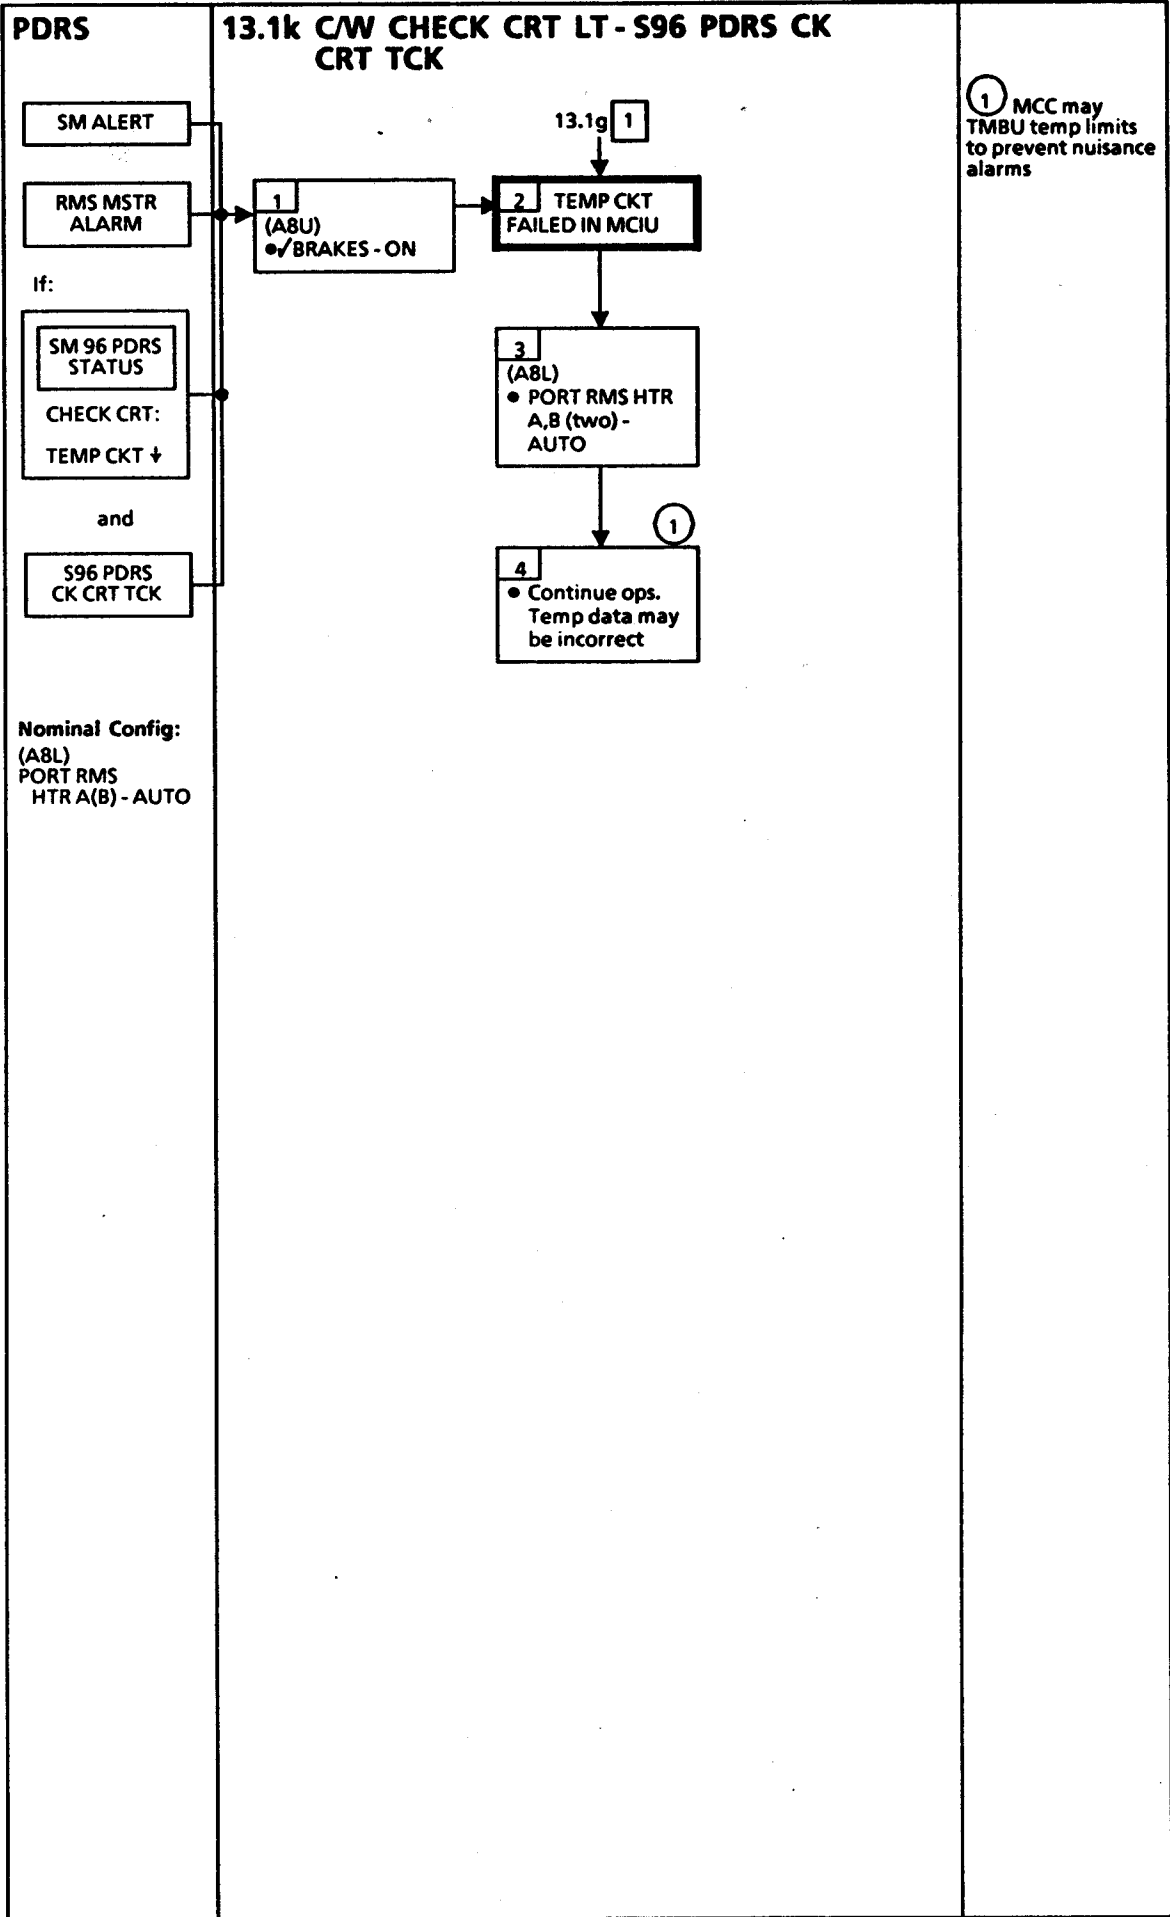 PDRS
13.1k C/W CHECK CRT LT - S96 PDRS CK
CRT TCK
SM ALERT
RMS MSTR
ALARM
If:
SM 96 PDRS
STATUS
CHECK CRT:
TEMP CKT ↓
and
S96 PDRS
CK CRT TCK
Nominal Config:
(A8L)
PORT RMS
HTR A(B) - AUTO
1
(A8U)
●√BRAKES - ON
13.1g 1
2 TEMP CKT
FAILED IN MCIU
3
(A8L)
● PORT RMS HTR
A,B (two) -
AUTO
1
4
● Continue ops.
Temp data may
be incorrect
1 MCC may
TMBU temp limits
to prevent nuisance
alarms